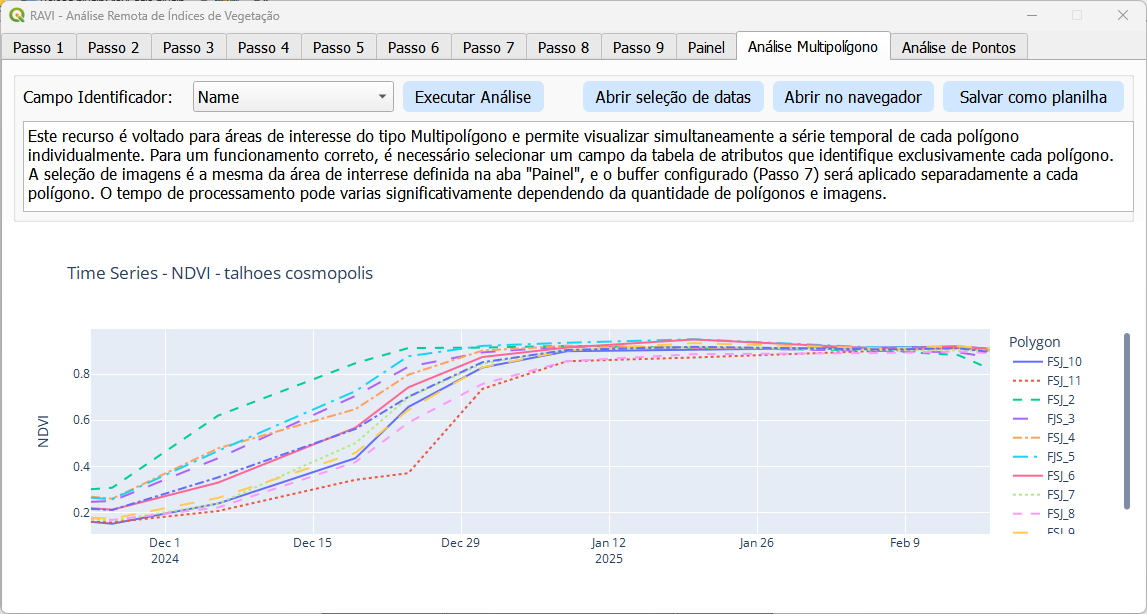 RAVI - Análise Remota de Índices de Vegetação
Passo 1 Passo 2 Passo 3 Passo 4 Passo 5 Passo 6 Passo 7 Passo 8 Passo 9 Painel Análise Multipolígono Análise de Pontos
Campo Identificador: Name Executar Análise Abrir seleção de datas Abrir no navegador Salvar como planilha
Este recurso é voltado para áreas de interesse do tipo Multipolígono e permite visualizar simultaneamente a série temporal de cada polígono
individualmente. Para um funcionamento correto, é necessário selecionar um campo da tabela de atributos que identifique exclusivamente cada polígono.
A seleção de imagens é a mesma da área de interrese definida na aba "Painel", e o buffer configurado (Passo 7) será aplicado separadamente a cada
polígono. O tempo de processamento pode varias significativamente dependendo da quantidade de polígonos e imagens.
Time Series - NDVI - talhoes cosmopolis
NDVI
0.8
0.6
0.4
0.2
Dec 1 Dec 15 Dec 29 Jan 12 Jan 26 Feb 9
2024 2025
Polygon
FSJ_10
FSJ_11
FSJ_2
FJS_3
FSJ_4
FJS_5
FSJ_6
FSJ_7
FSJ_8
FSJ_9